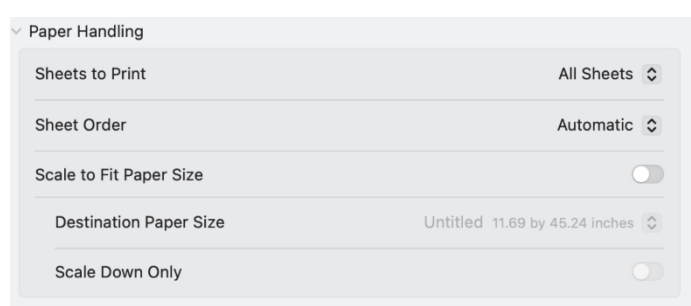 Paper Handling
Sheets to Print All Sheets
Sheet Order Automatic
Scale to Fit Paper Size
Destination Paper Size Untitled 11.69 by 45.24 inches
Scale Down Only